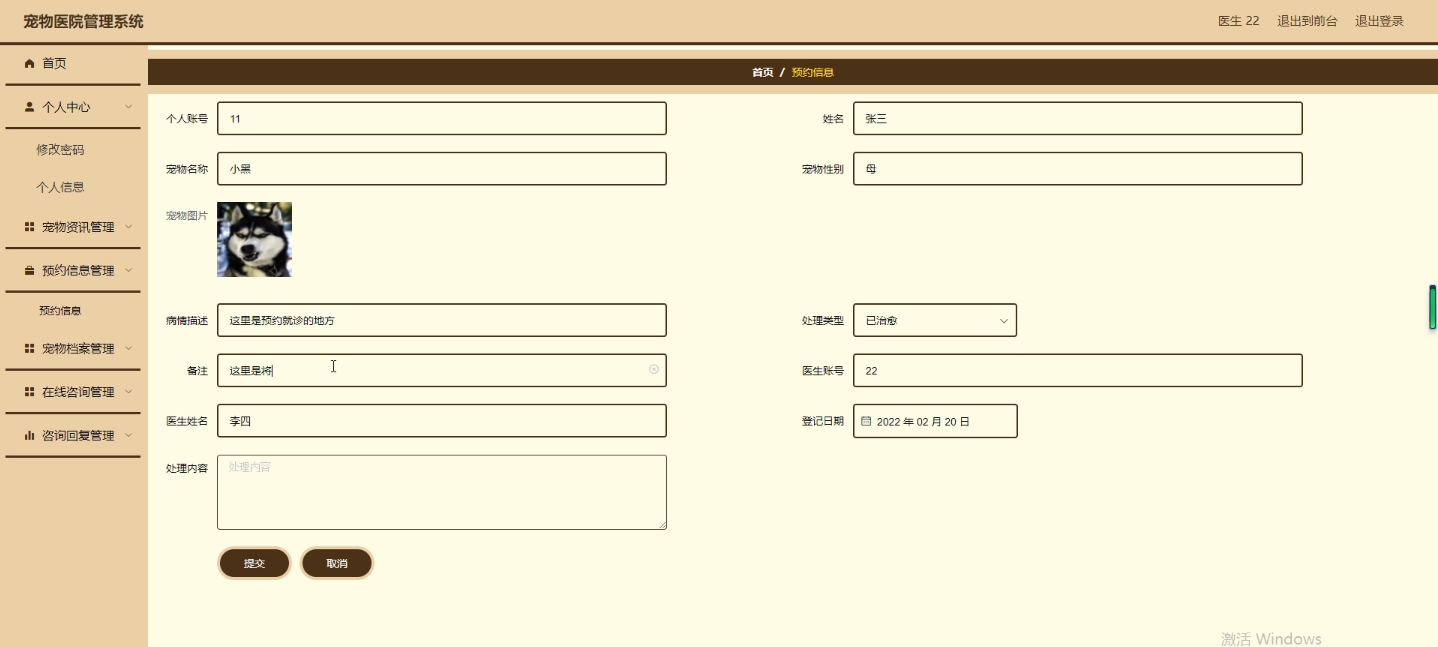 宠物医院管理系统
医生 22 退出到前台 退出登录
首页
个人中心
修改密码
个人信息
宠物资讯管理
预约信息管理
预约信息
宠物档案管理
在线咨询管理
咨询回复管理
首页 / 预约信息
个人账号 11
姓名 张三
宠物名称 小黑
宠物性别 母
宠物图片
病情描述 这里是预约就诊的地方
处理类型 已治愈
备注 这里是将
医生账号 22
医生姓名 李四
登记日期 2022 年 02 月 20 日
处理内容 处理内容
提交 取消
激活 Windows